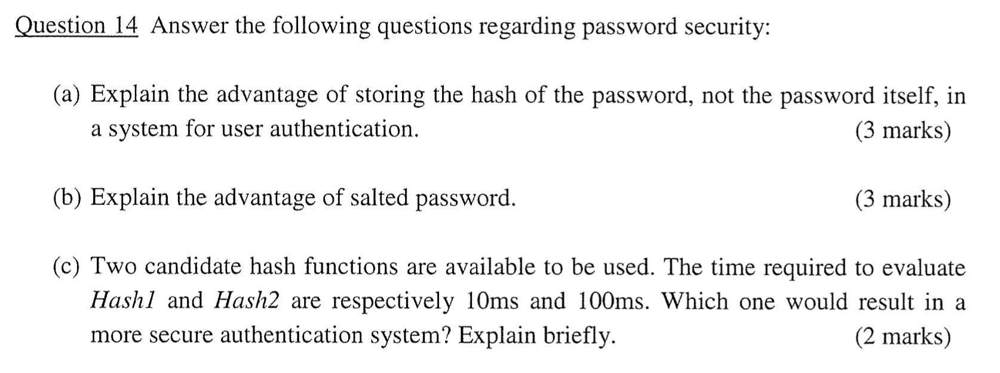 Question 14 Answer the following questions regarding password security:
(a) Explain the advantage of storing the hash of the password, not the password itself, in
a system for user authentication. (3 marks)
(b) Explain the advantage of salted password. (3 marks)
(c) Two candidate hash functions are available to be used. The time required to evaluate
Hash1 and Hash2 are respectively 10ms and 100ms. Which one would result in a
more secure authentication system? Explain briefly. (2 marks)